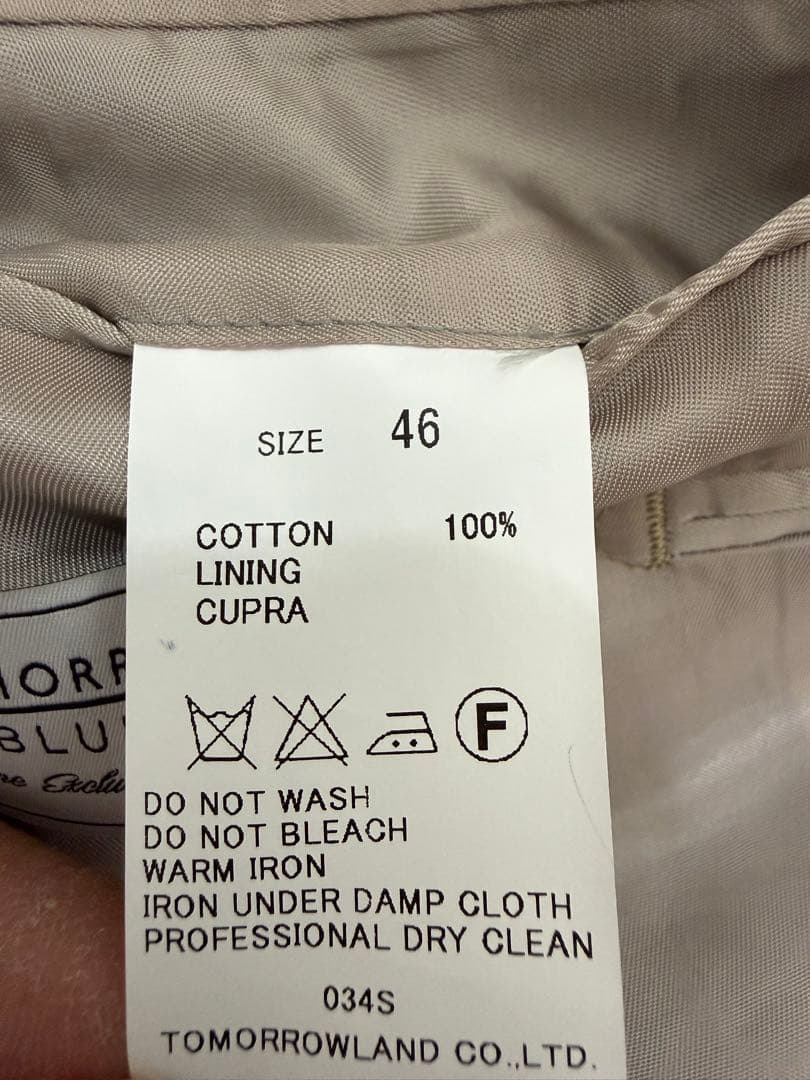 SIZE 46
COTTON 100%
LINING
CUPRA
F
DO NOT WASH
DO NOT BLEACH
WARM IRON
IRON UNDER DAMP CLOTH
PROFESSIONAL DRY CLEAN
034S
TOMORROWLAND CO.,LTD.